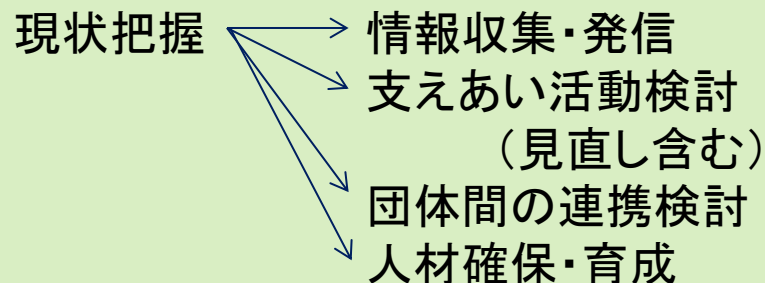 現状把握
情報収集・発信
支えあい活動検討
（見直し含む）
団体間の連携検討
人材確保・育成